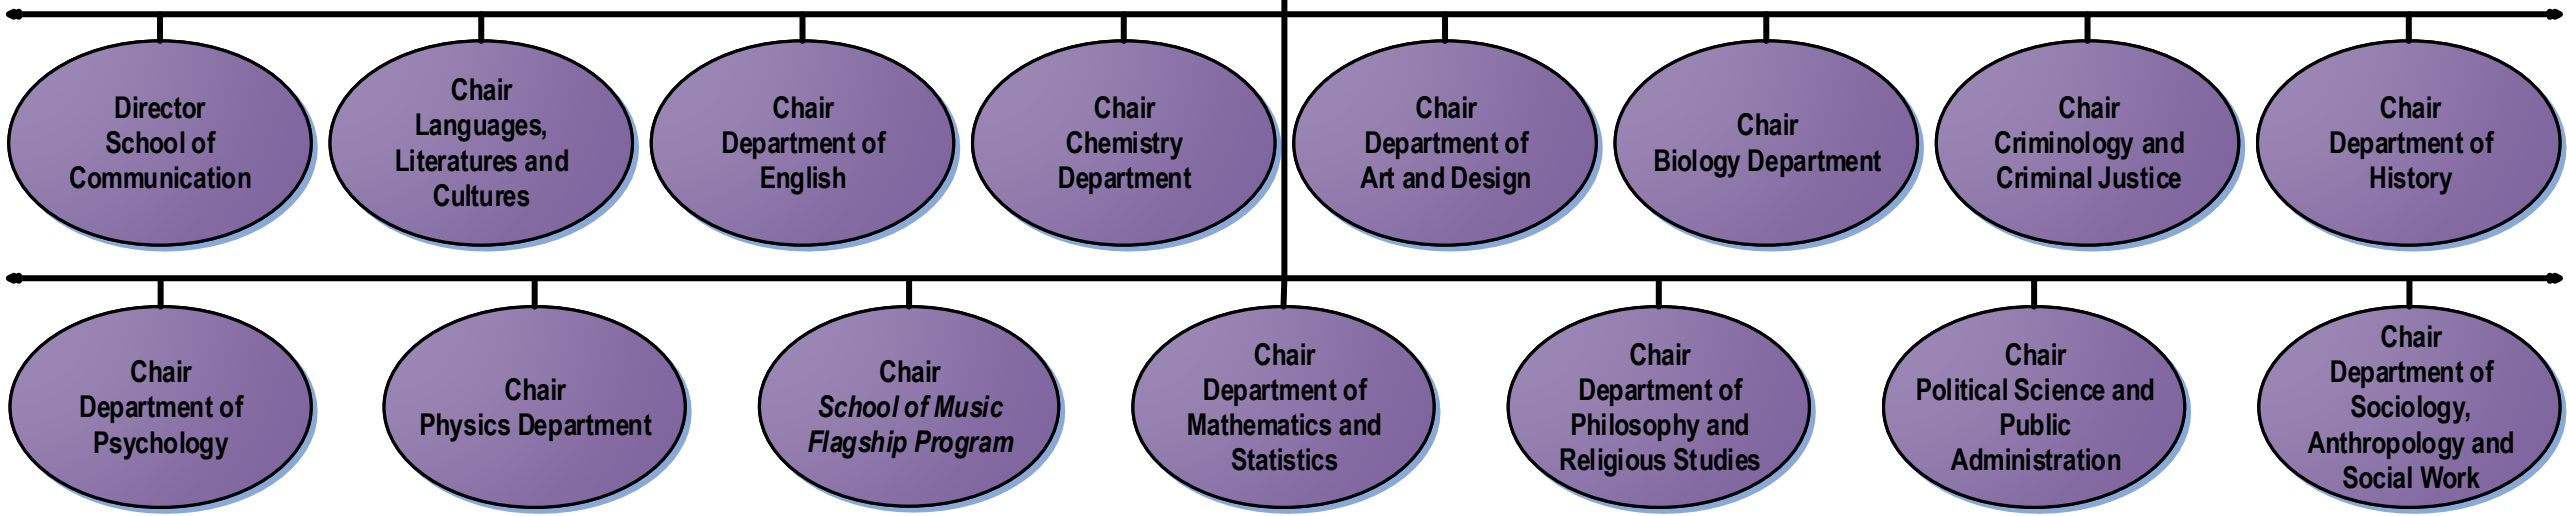 Director
School of
Communication
Chair
Languages,
Literatures and
Cultures
Chair
Department of
English
Chair
Chemistry
Department
Chair
Department of
Art and Design
Chair
Biology Department
Chair
Criminology and
Criminal Justice
Chair
Department of
History
Chair
Department of
Psychology
Chair
Physics Department
Chair
School of Music
Flagship Program
Chair
Department of
Mathematics and
Statistics
Chair
Department of
Philosophy and
Religious Studies
Chair
Political Science and
Public
Administration
Chair
Department of
Sociology,
Anthropology and
Social Work